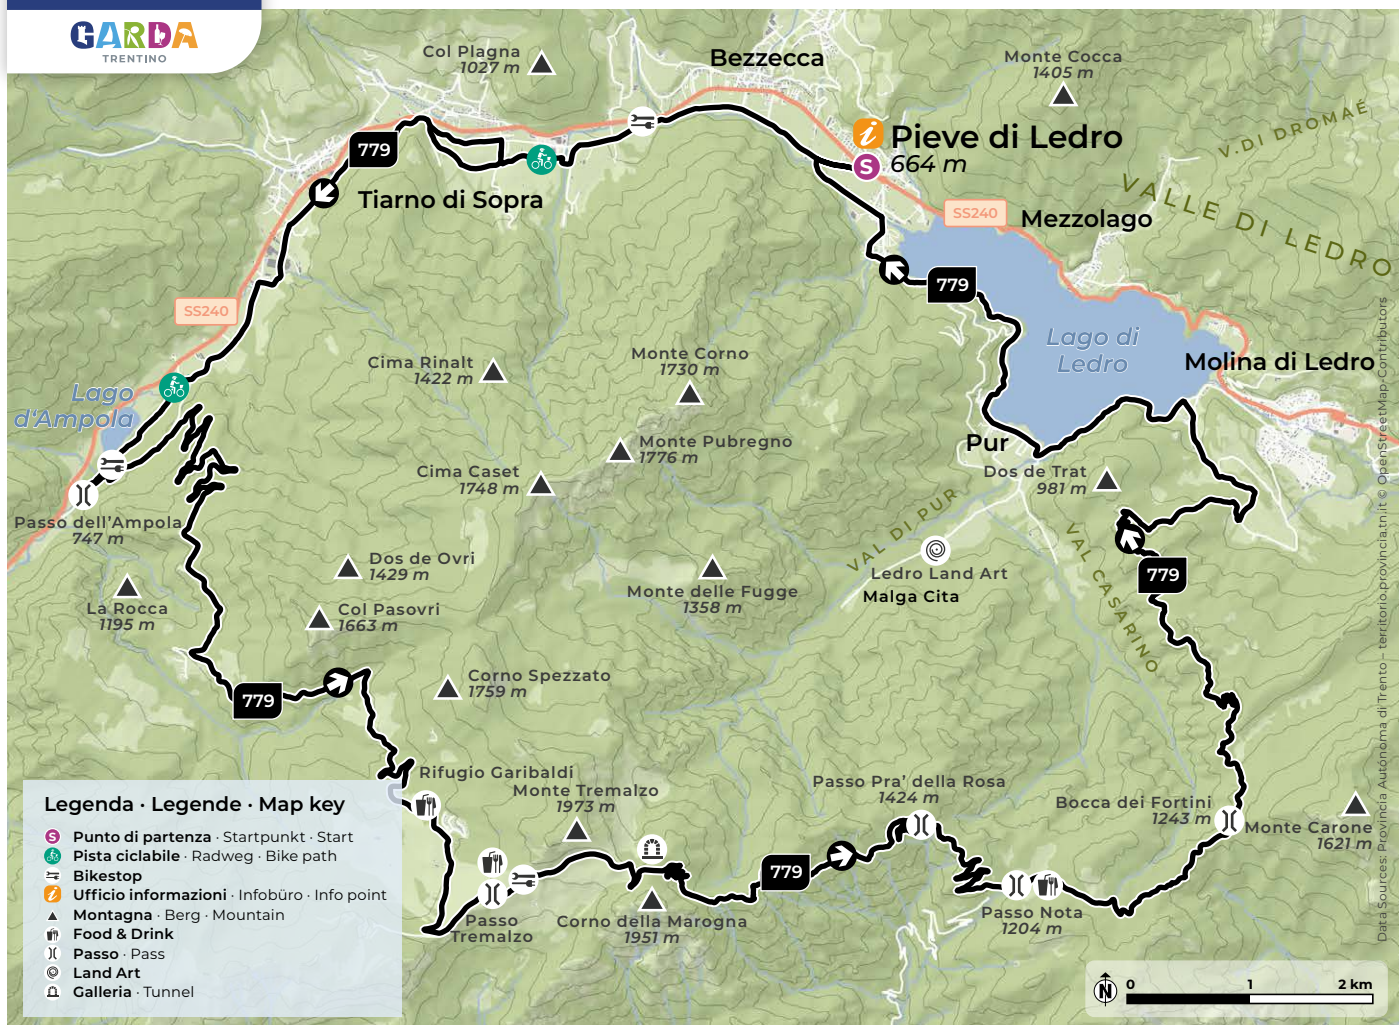 GARDA
TRENTINO
Col Plagna
1027 m
Bezzecca
Monte Cocca
1405 m
V. DI DROMAÉ
779
i
Pieve di Ledro
S
664 m
VALLE DI LEDRO
Tiarno di Sopra
SS240
Mezzolago
779
SS240
Lago di
Ledro
Molina di Ledro
Cima Rinalt
1422 m
Monte Corno
1730 m
Lago
d'Ampola
Monte Pubregno
1776 m
Pur
Cima Caset
1748 m
Dos de Trat
981 m
Passo dell'Ampola
747 m
VAL DI PUR
VAL CASARINO
Dos de Ovri
1429 m
Ledro Land Art
Malga Cita
779
La Rocca
1195 m
Col Pasovri
1663 m
Monte delle Fugge
1358 m
779
Corno Spezzato
1759 m
Rifugio Garibaldi
Monte Tremalzo
1973 m
Passo Pra' della Rosa
1424 m
Bocca dei Fortini
1243 m
Monte Carone
1621 m
779
Passo
Tremalzo
Corno della Marogna
1951 m
Passo Nota
1204 m
Legenda · Legende · Map key
S Punto di partenza · Startpunkt · Start
Pista ciclabile · Radweg · Bike path
Bikestop
i Ufficio informazioni · Infobüro · Info point
Montagna · Berg · Mountain
Food & Drink
Passo · Pass
Land Art
Galleria · Tunnel
N
0 1 2 km
Data Sources: Provincia Autonoma di Trento – territorio.provincia.tn.it © OpenStreetMap-Contributors